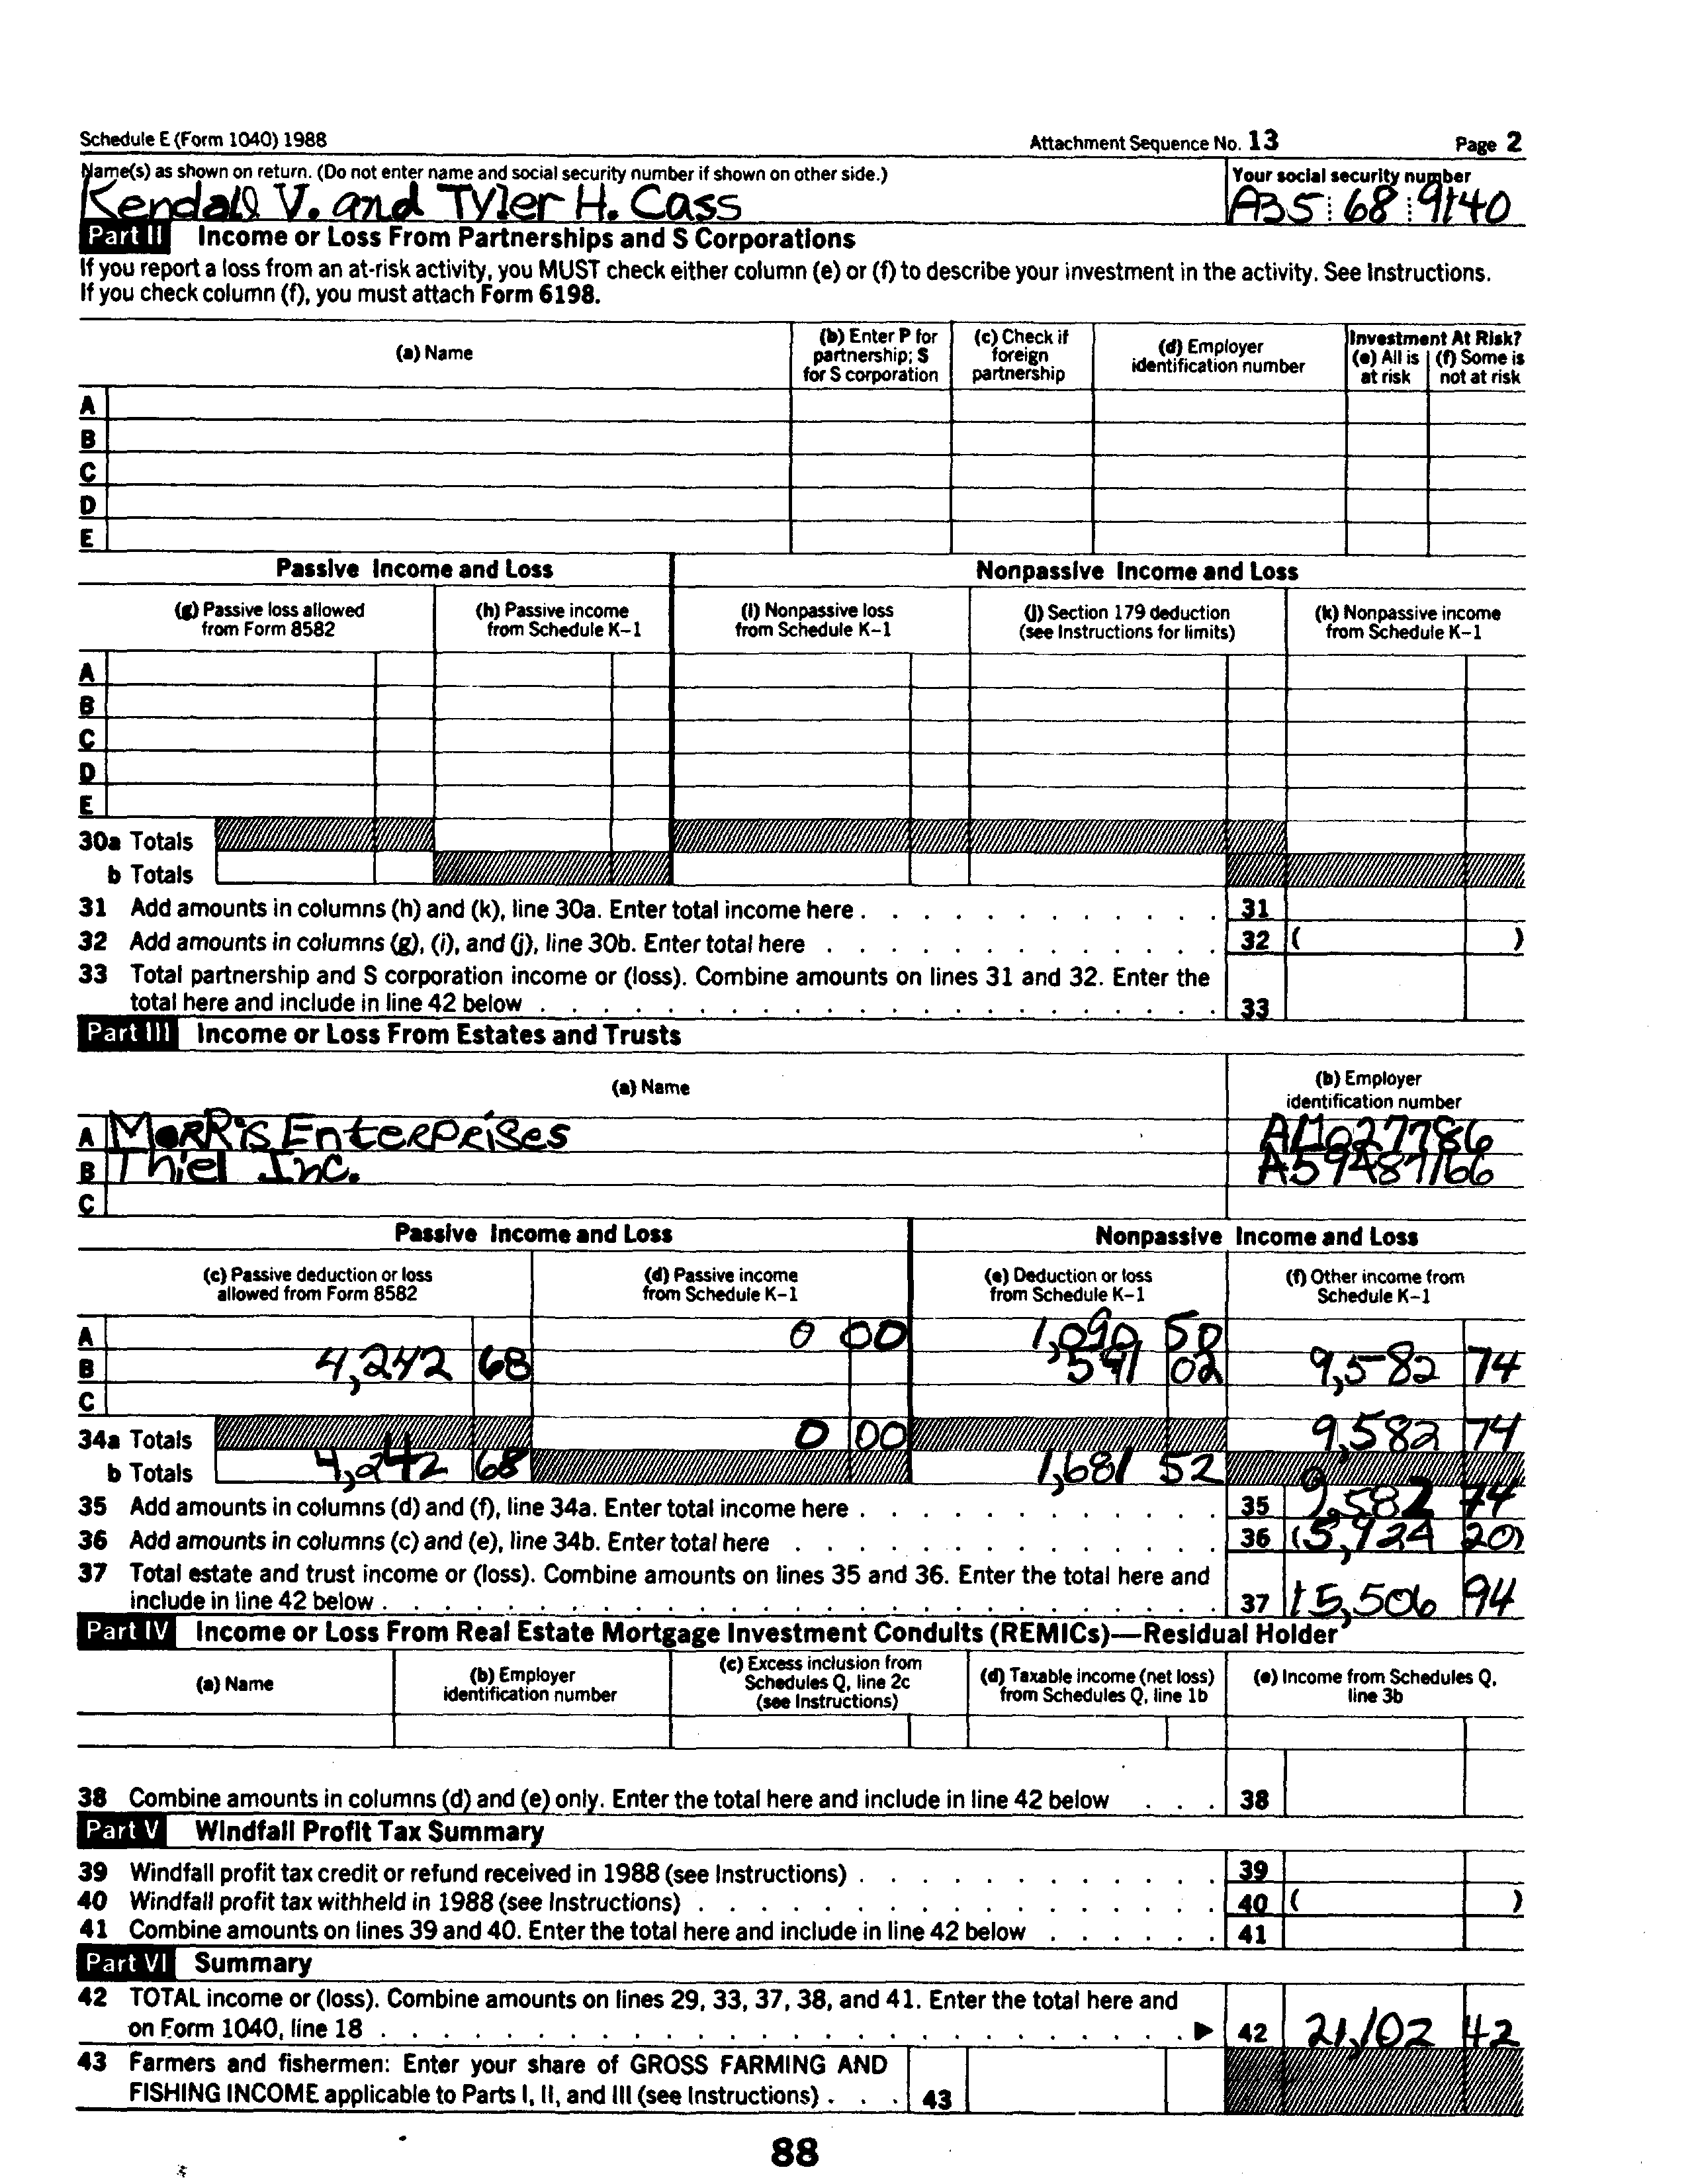 Schedule E (Form 1040) 1988 Attachment Sequence No. 13 Page 2
Name(s) as shown on return. (Do not enter name and social security number if shown on other side.) Your social security number
Kendall V. and Tyler H. Cass A35 68 9140
Part II Income or Loss From Partnerships and S Corporations
If you report a loss from an at-risk activity, you MUST check either column (e) or (f) to describe your investment in the activity. See Instructions.
If you check column (f), you must attach Form 6198.
(a) Name (b) Enter P for partnership; S for S corporation (c) Check if foreign partnership (d) Employer identification number Investment At Risk? (e) All is at risk (f) Some is not at risk
A
B
C
D
E
Passive Income and Loss Nonpassive Income and Loss
(g) Passive loss allowed from Form 8582 (h) Passive income from Schedule K–1 (i) Nonpassive loss from Schedule K–1 (j) Section 179 deduction (see Instructions for limits) (k) Nonpassive income from Schedule K–1
A
B
C
D
E
30a Totals
b Totals
31 Add amounts in columns (h) and (k), line 30a. Enter total income here . . . . . . . . . . . . 31
32 Add amounts in columns (g), (i), and (j), line 30b. Enter total here . . . . . . . . . . . . . 32 ( )
33 Total partnership and S corporation income or (loss). Combine amounts on lines 31 and 32. Enter the
total here and include in line 42 below . . . . . . . . . . . . . . . . . . . . . . 33
Part III Income or Loss From Estates and Trusts
(a) Name (b) Employer identification number
A MORRis EnterPRises
B Thiel Inc.
C
Passive Income and Loss Nonpassive Income and Loss
(c) Passive deduction or loss allowed from Form 8582 (d) Passive income from Schedule K–1 (e) Deduction or loss from Schedule K–1 (f) Other income from Schedule K–1
A 0 00 1,090 50
B 4,242 68 591 02 9,582 74
C
34a Totals 0 00 9,582 74
b Totals 4,242 68 1,681 52
35 Add amounts in columns (d) and (f), line 34a. Enter total income here . . . . . . . . . . . . 35 9,582 74
36 Add amounts in columns (c) and (e), line 34b. Enter total here . . . . . . . . . . . . . . 36 (5,924 20)
37 Total estate and trust income or (loss). Combine amounts on lines 35 and 36. Enter the total here and
include in line 42 below . . . . . . . . . . . . . . . . . . . . . . . . . . . 37 15,506 94
Part IV Income or Loss From Real Estate Mortgage Investment Conduits (REMICs)—Residual Holder
(a) Name (b) Employer identification number (c) Excess inclusion from Schedules Q, line 2c (see Instructions) (d) Taxable income (net loss) from Schedules Q, line 1b (e) Income from Schedules Q, line 3b
38 Combine amounts in columns (d) and (e) only. Enter the total here and include in line 42 below . . . 38
Part V Windfall Profit Tax Summary
39 Windfall profit tax credit or refund received in 1988 (see Instructions) . . . . . . . . . . . . 39
40 Windfall profit tax withheld in 1988 (see Instructions) . . . . . . . . . . . . . . . . . 40 ( )
41 Combine amounts on lines 39 and 40. Enter the total here and include in line 42 below . . . . . . 41
Part VI Summary
42 TOTAL income or (loss). Combine amounts on lines 29, 33, 37, 38, and 41. Enter the total here and
on Form 1040, line 18 . . . . . . . . . . . . . . . . . . . . . . . . . . ▶ 42 21,102 42
43 Farmers and fishermen: Enter your share of GROSS FARMING AND
FISHING INCOME applicable to Parts I, II, and III (see Instructions) . . . 43
88